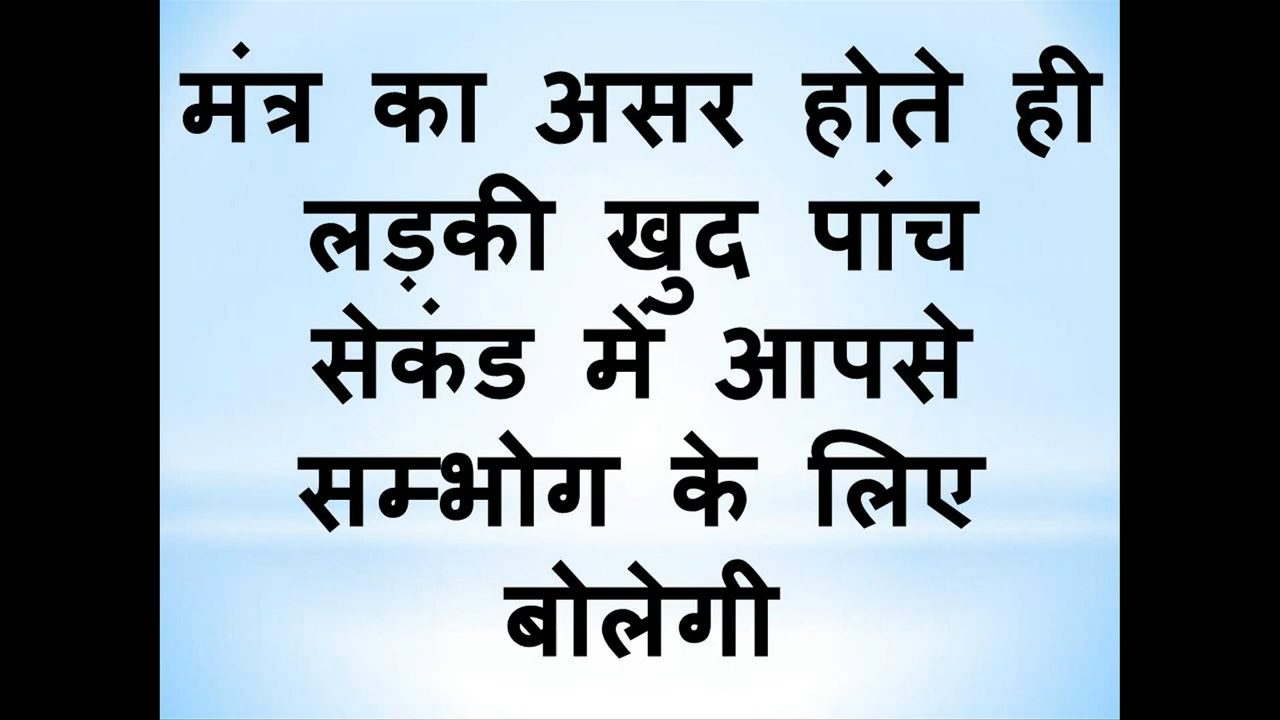 मंत्र का असर होते ही
लड़की खुद पांच
सेकंड में आपसे
सम्भोग के लिए
बोलेगी